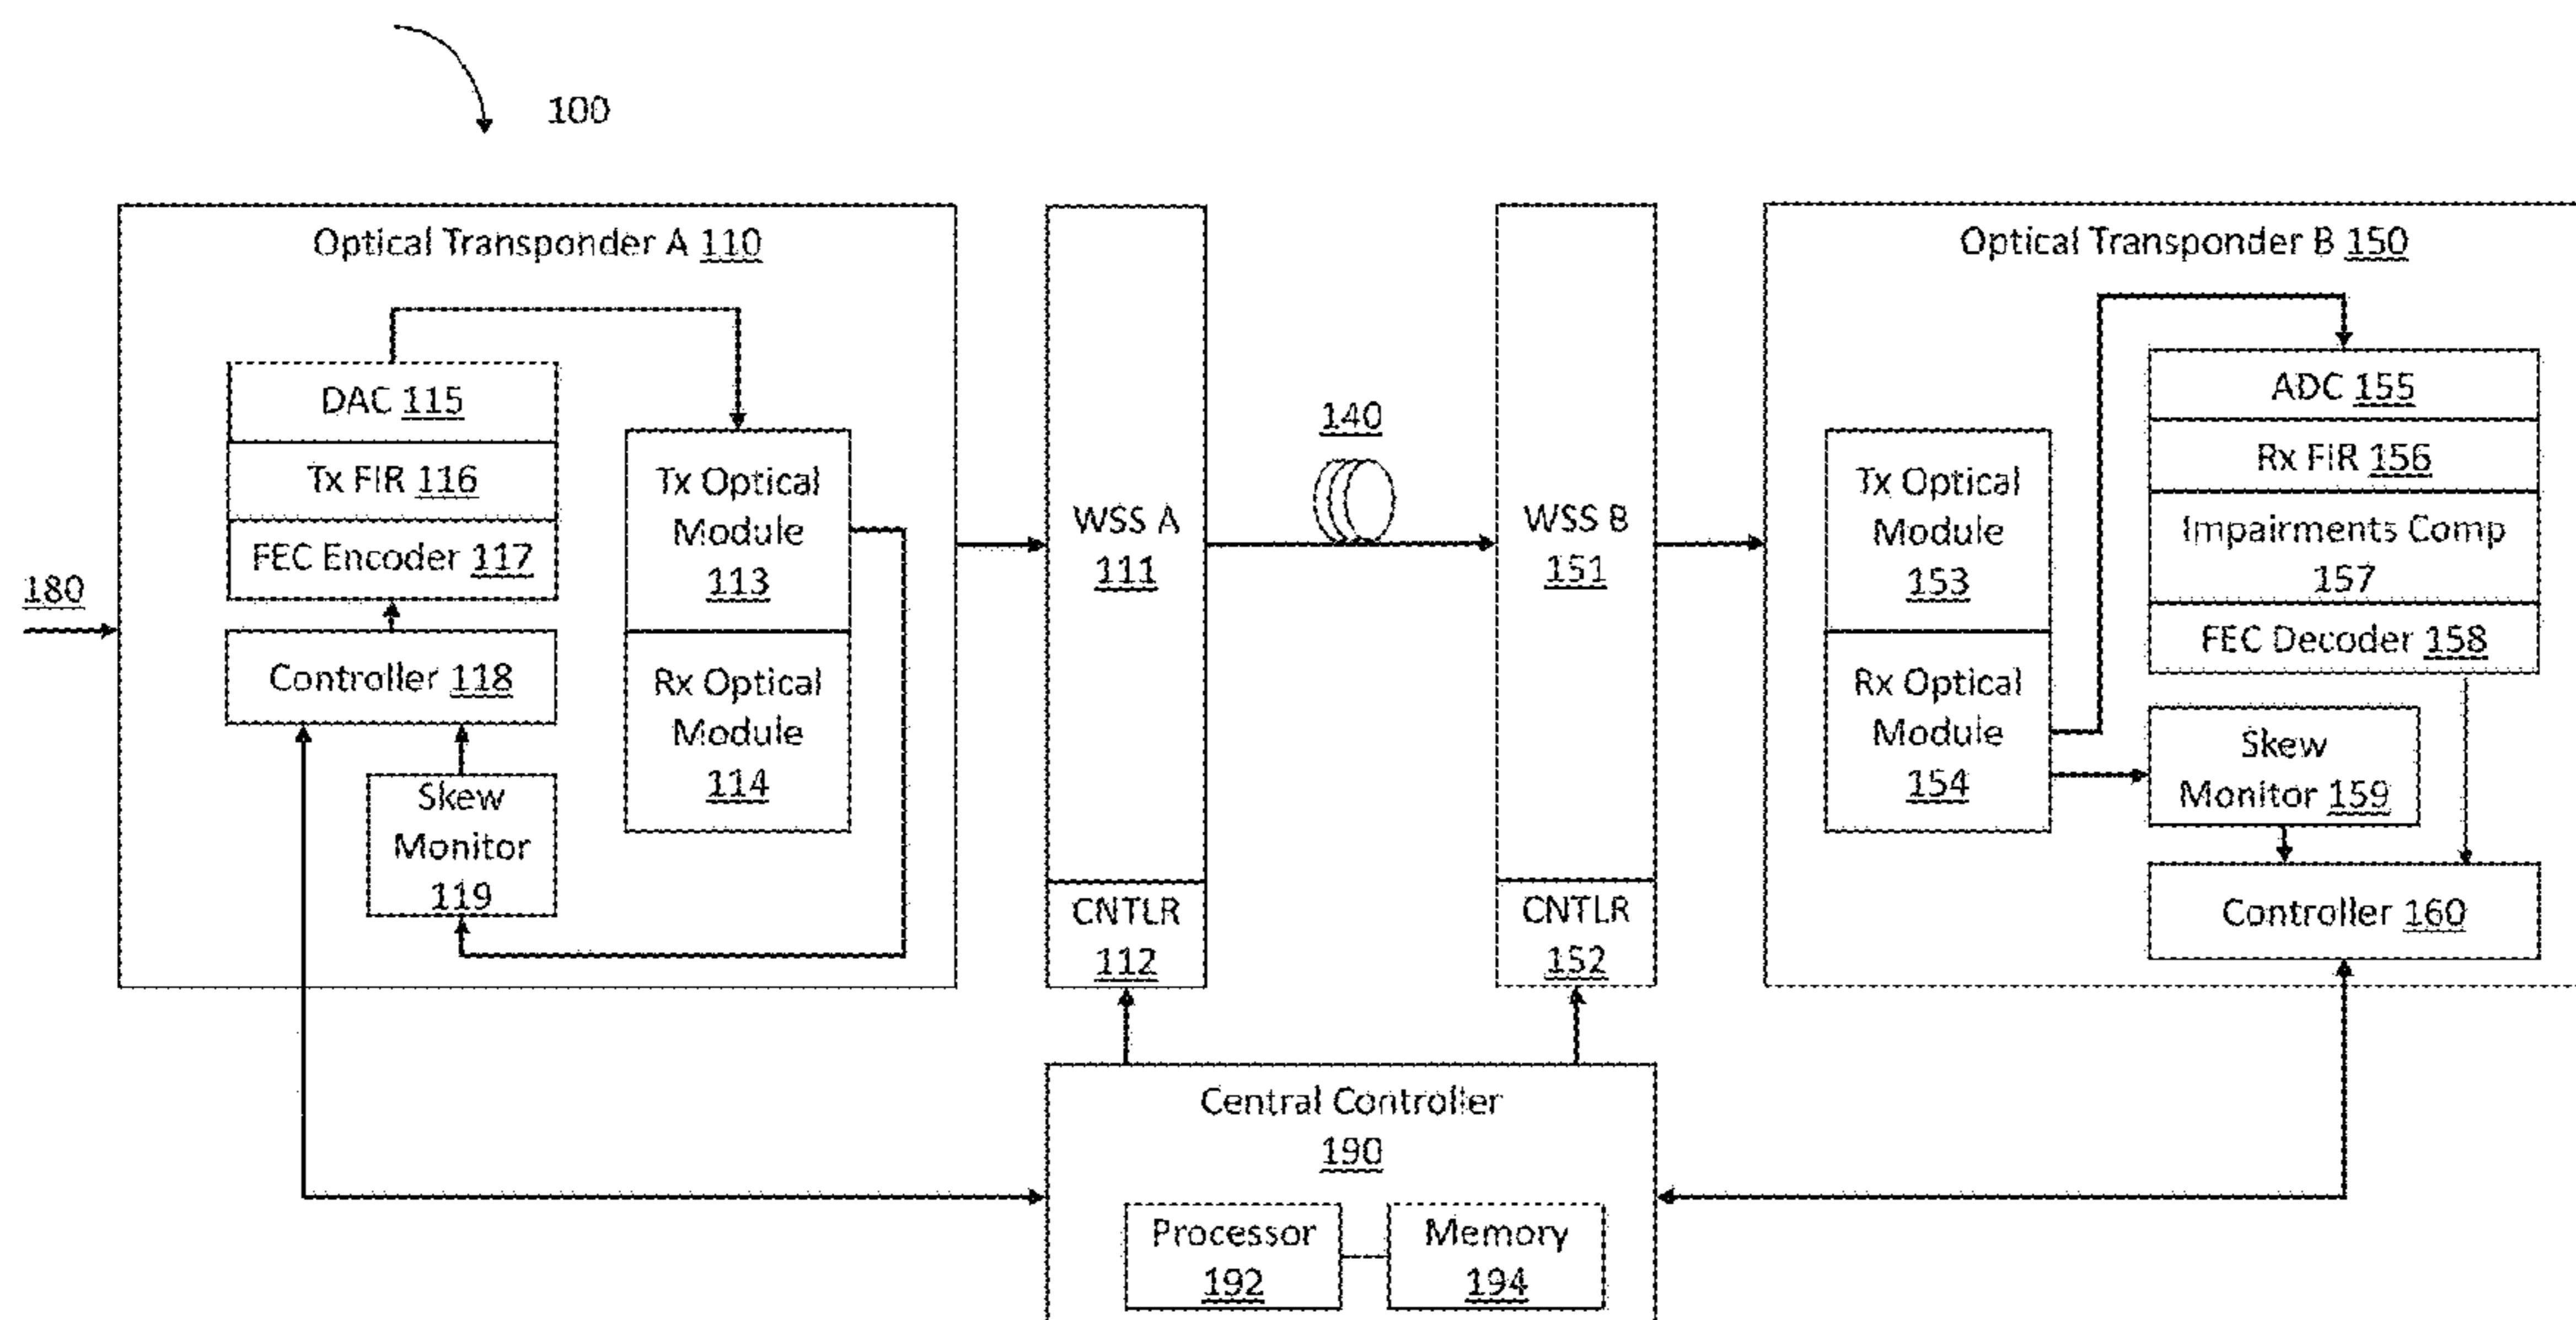 100
Optical Transponder A 110
DAC 115
Tx FIR 116
FEC Encoder 117
180
Controller 118
Skew
Monitor
119
Tx Optical
Module
113
Rx Optical
Module
114
WSS A
111
CNTLR
112
140
WSS B
151
CNTLR
152
Optical Transponder B 150
Tx Optical
Module
153
Rx Optical
Module
154
ADC 155
Rx FIR 156
Impairments Comp
157
FEC Decoder 158
Skew
Monitor 159
Controller 160
Central Controller
190
Processor
192
Memory
194